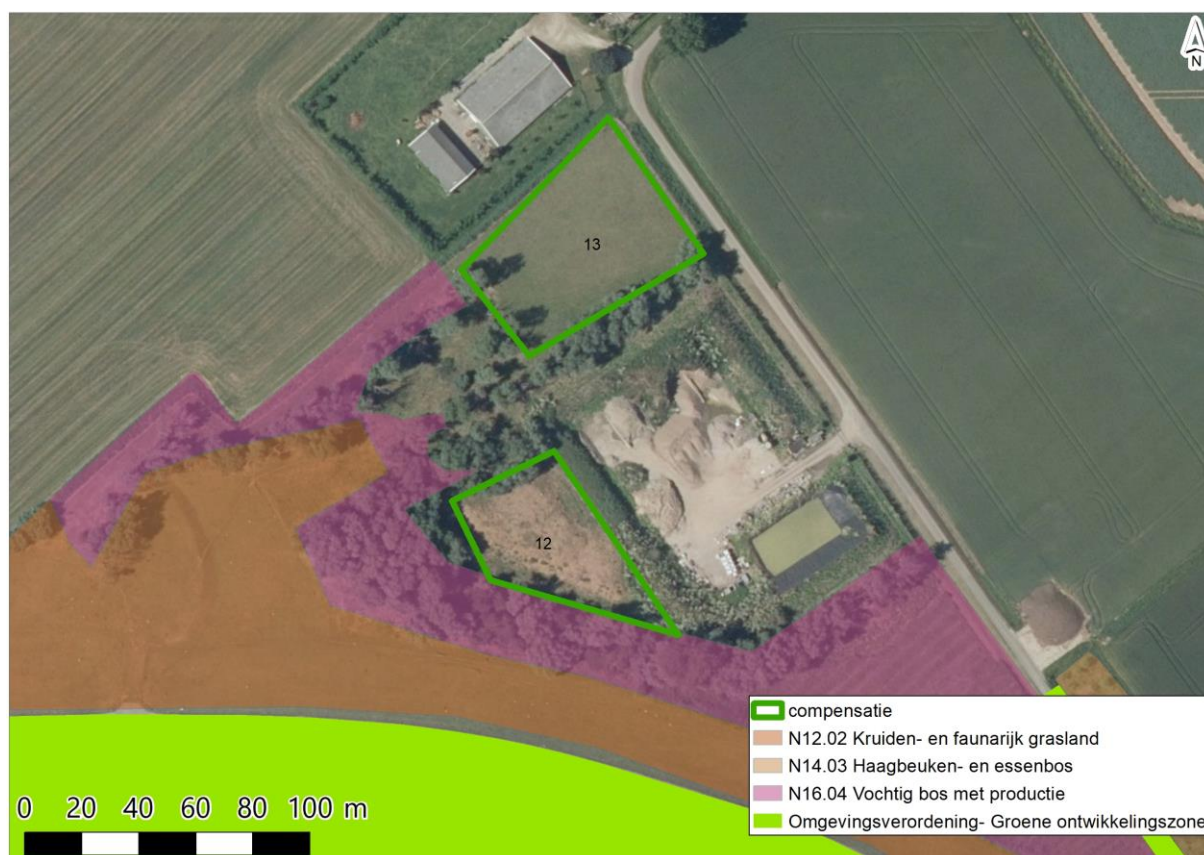 N
13
12
compensatie
N12.02 Kruiden- en faunarijk grasland
N14.03 Haagbeuken- en essenbos
N16.04 Vochtig bos met productie
Omgevingsverordening- Groene ontwikkelingszone
0 20 40 60 80 100 m